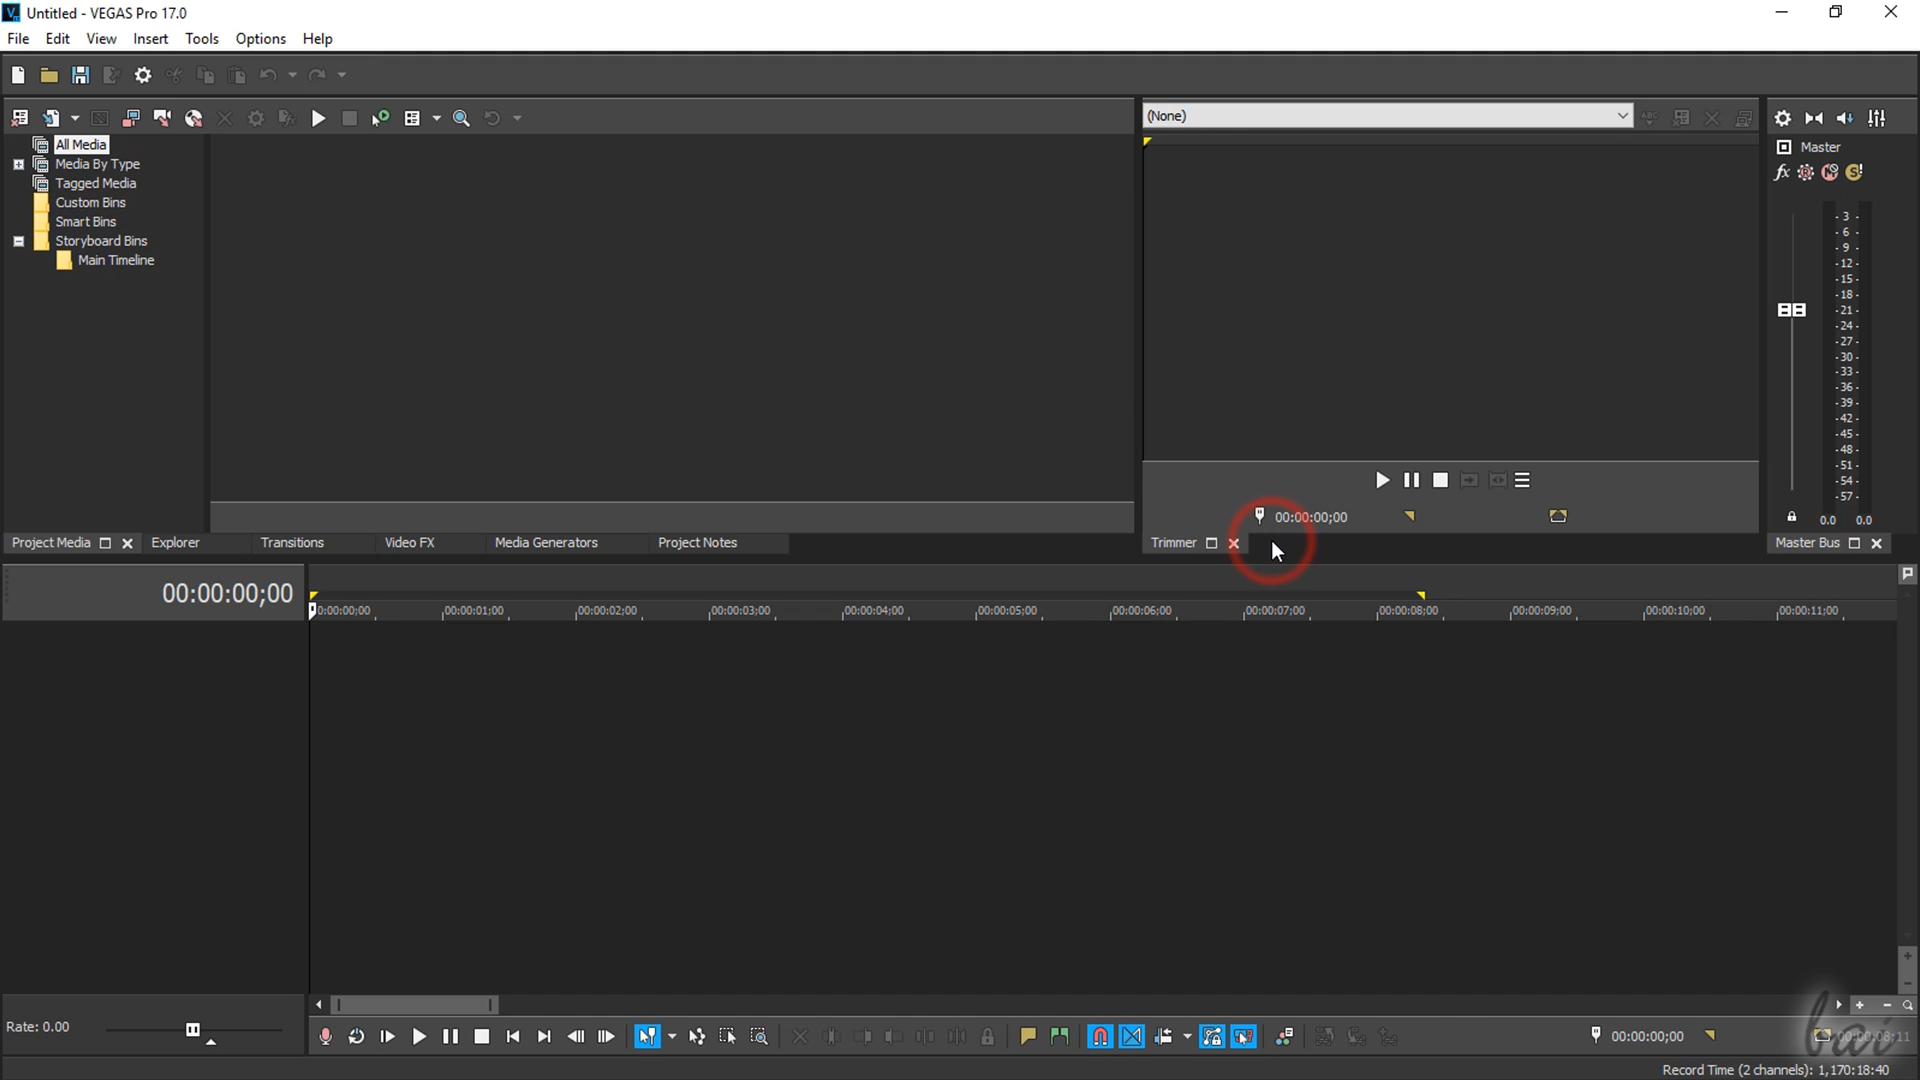 Untitled - VEGAS Pro 17.0
File Edit View Insert Tools Options Help
(None)
All Media
Media By Type
Tagged Media
Custom Bins
Smart Bins
Storyboard Bins
Main Timeline
Master
-3-
-6-
-9-
-12-
-15-
-18-
-21-
-24-
-27-
-30-
-33-
-36-
-39-
-42-
-45-
-48-
-51-
-54-
-57-
0.0 0.0
00:00:00;00
Project Media Explorer Transitions Video FX Media Generators Project Notes
Trimmer
Master Bus
00:00:00;00
0:00:00;00 00:00:01;00 00:00:02;00 00:00:03;00 00:00:04;00 00:00:05;00 00:00:06;00 00:00:07;00 00:00:08;00 00:00:09;00 00:00:10;00 00:00:11;00
Rate: 0.00
00:00:00;00 00:00:08;11
bai
Record Time (2 channels): 1,170:18:40